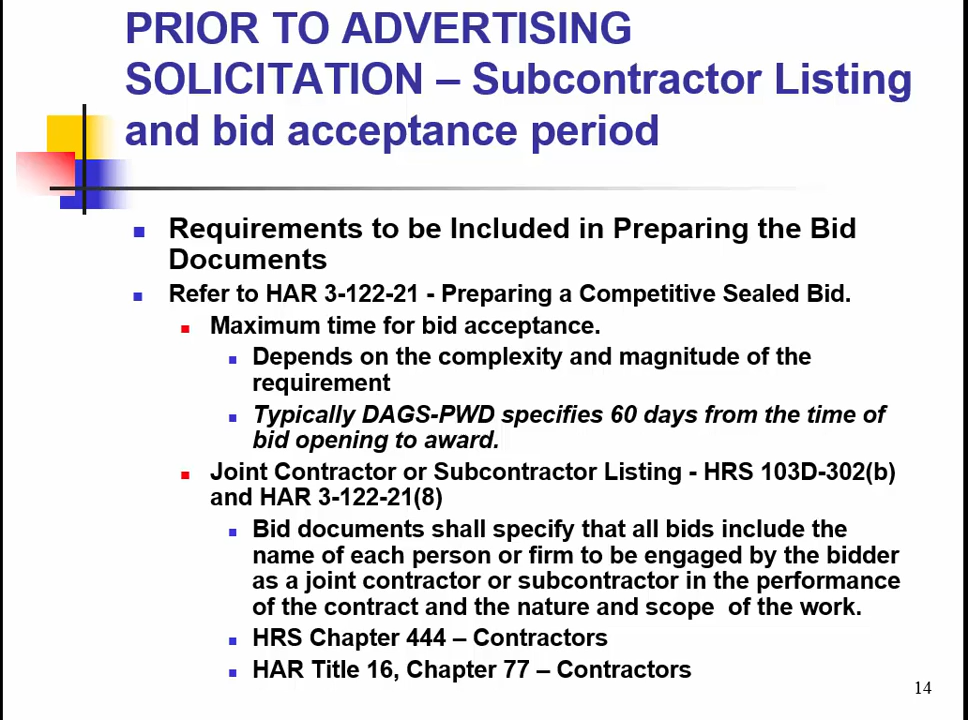 PRIOR TO ADVERTISING
SOLICITATION – Subcontractor Listing
and bid acceptance period
Requirements to be Included in Preparing the Bid
Documents
Refer to HAR 3-122-21 - Preparing a Competitive Sealed Bid.
Maximum time for bid acceptance.
Depends on the complexity and magnitude of the
requirement
Typically DAGS-PWD specifies 60 days from the time of
bid opening to award.
Joint Contractor or Subcontractor Listing - HRS 103D-302(b)
and HAR 3-122-21(8)
Bid documents shall specify that all bids include the
name of each person or firm to be engaged by the bidder
as a joint contractor or subcontractor in the performance
of the contract and the nature and scope  of the work.
HRS Chapter 444 – Contractors
HAR Title 16, Chapter 77 – Contractors
14